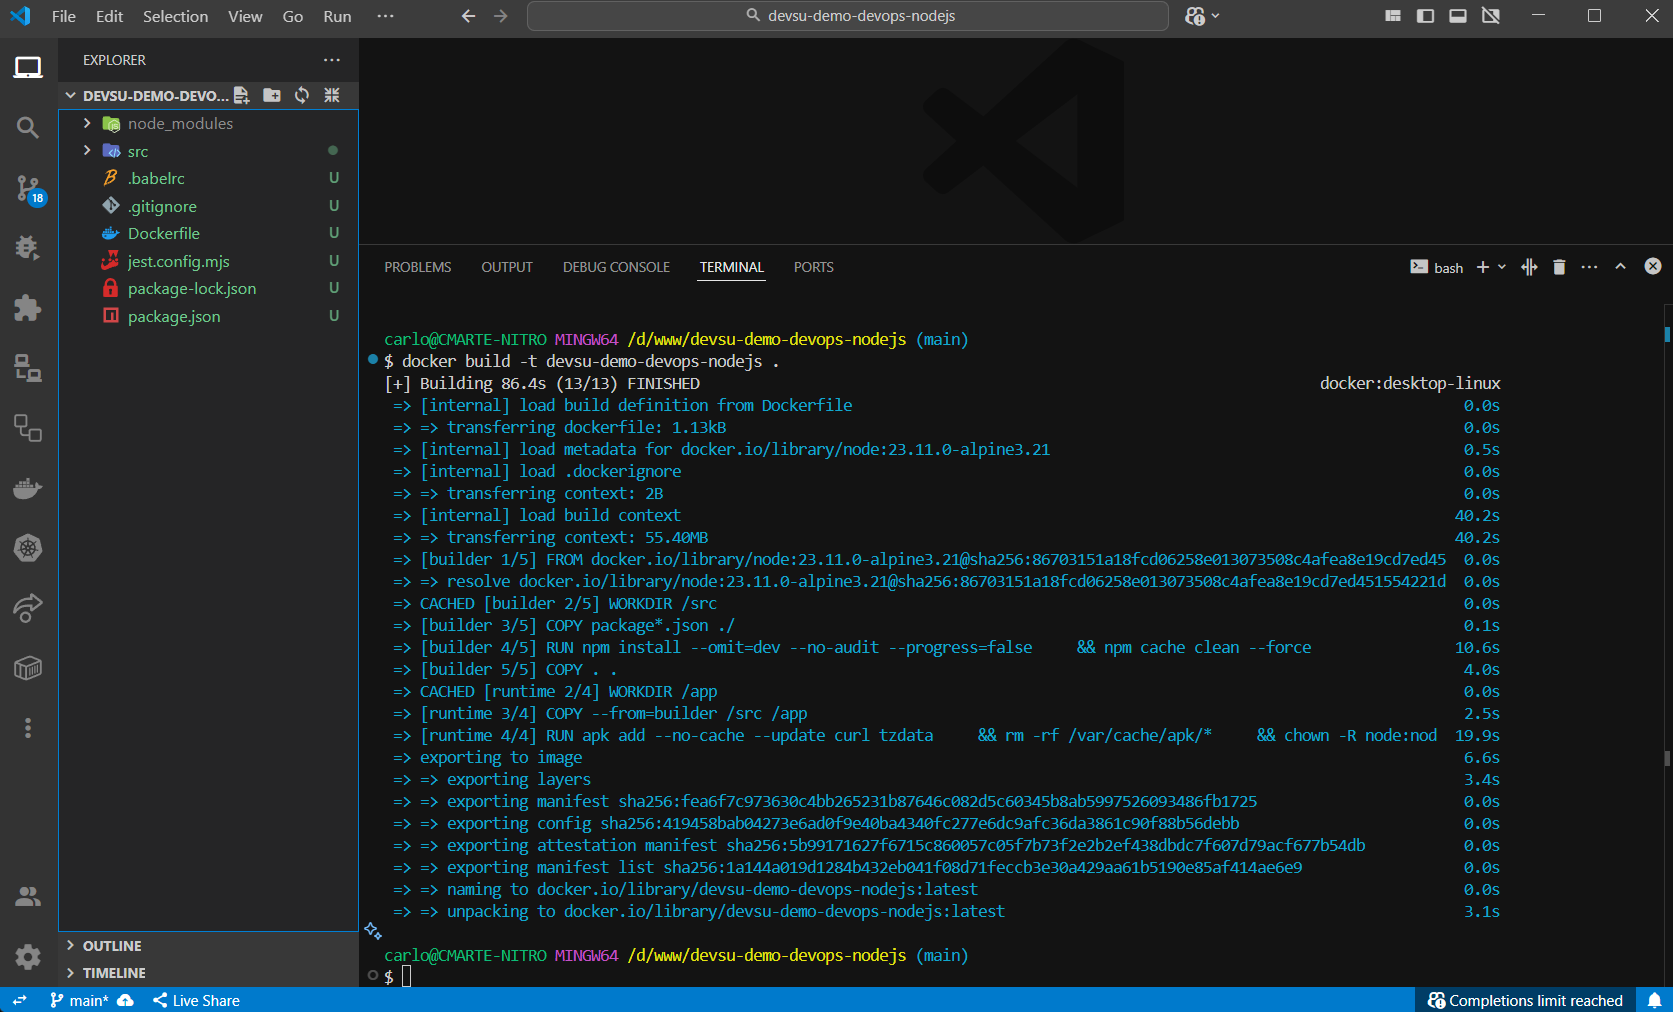 File Edit Selection View Go Run ···
devsu-demo-devops-nodejs
EXPLORER
DEVSU-DEMO-DEVO...
node_modules
src
.babelrc U
.gitignore U
Dockerfile U
jest.config.mjs U
package-lock.json U
package.json U
18
OUTLINE
TIMELINE
PROBLEMS OUTPUT DEBUG CONSOLE TERMINAL PORTS
bash
carlo@CMARTE-NITRO MINGW64 /d/www/devsu-demo-devops-nodejs (main)
$ docker build -t devsu-demo-devops-nodejs .
[+] Building 86.4s (13/13) FINISHED docker:desktop-linux
=> [internal] load build definition from Dockerfile 0.0s
=> => transferring dockerfile: 1.13kB 0.0s
=> [internal] load metadata for docker.io/library/node:23.11.0-alpine3.21 0.5s
=> [internal] load .dockerignore 0.0s
=> => transferring context: 2B 0.0s
=> [internal] load build context 40.2s
=> => transferring context: 55.40MB 40.2s
=> [builder 1/5] FROM docker.io/library/node:23.11.0-alpine3.21@sha256:86703151a18fcd06258e013073508c4afea8e19cd7ed45 0.0s
=> => resolve docker.io/library/node:23.11.0-alpine3.21@sha256:86703151a18fcd06258e013073508c4afea8e19cd7ed451554221d 0.0s
=> CACHED [builder 2/5] WORKDIR /src 0.0s
=> [builder 3/5] COPY package*.json ./ 0.1s
=> [builder 4/5] RUN npm install --omit=dev --no-audit --progress=false && npm cache clean --force 10.6s
=> [builder 5/5] COPY . . 4.0s
=> CACHED [runtime 2/4] WORKDIR /app 0.0s
=> [runtime 3/4] COPY --from=builder /src /app 2.5s
=> [runtime 4/4] RUN apk add --no-cache --update curl tzdata && rm -rf /var/cache/apk/* && chown -R node:nod 19.9s
=> exporting to image 6.6s
=> => exporting layers 3.4s
=> => exporting manifest sha256:fea6f7c973630c4bb265231b87646c082d5c60345b8ab5997526093486fb1725 0.0s
=> => exporting config sha256:419458bab04273e6ad0f9e40ba4340fc277e6dc9afc36da3861c90f88b56debb 0.0s
=> => exporting attestation manifest sha256:5b99171627f6715c860057c05f7b73f2e2b2ef438dbdc7f607d79acf677b54db 0.0s
=> => exporting manifest list sha256:1a144a019d1284b432eb041f08d71feccb3e30a429aa61b5190e85af414ae6e9 0.0s
=> => naming to docker.io/library/devsu-demo-devops-nodejs:latest 0.0s
=> => unpacking to docker.io/library/devsu-demo-devops-nodejs:latest 3.1s
carlo@CMARTE-NITRO MINGW64 /d/www/devsu-demo-devops-nodejs (main)
$
main* Live Share Completions limit reached